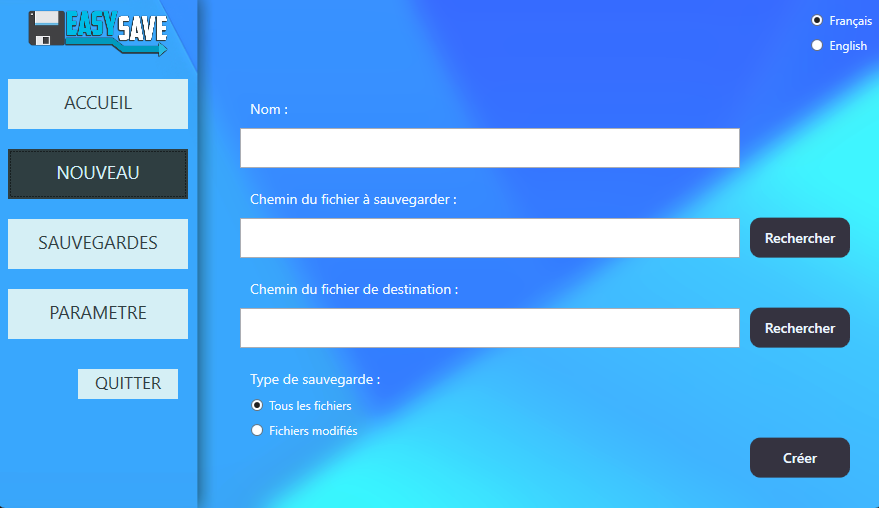 EASY SAVE
ACCUEIL
NOUVEAU
SAUVEGARDES
PARAMETRE
QUITTER
Français
English
Nom :
Chemin du fichier à sauvegarder :
Rechercher
Chemin du fichier de destination :
Rechercher
Type de sauvegarde :
Tous les fichiers
Fichiers modifiés
Créer